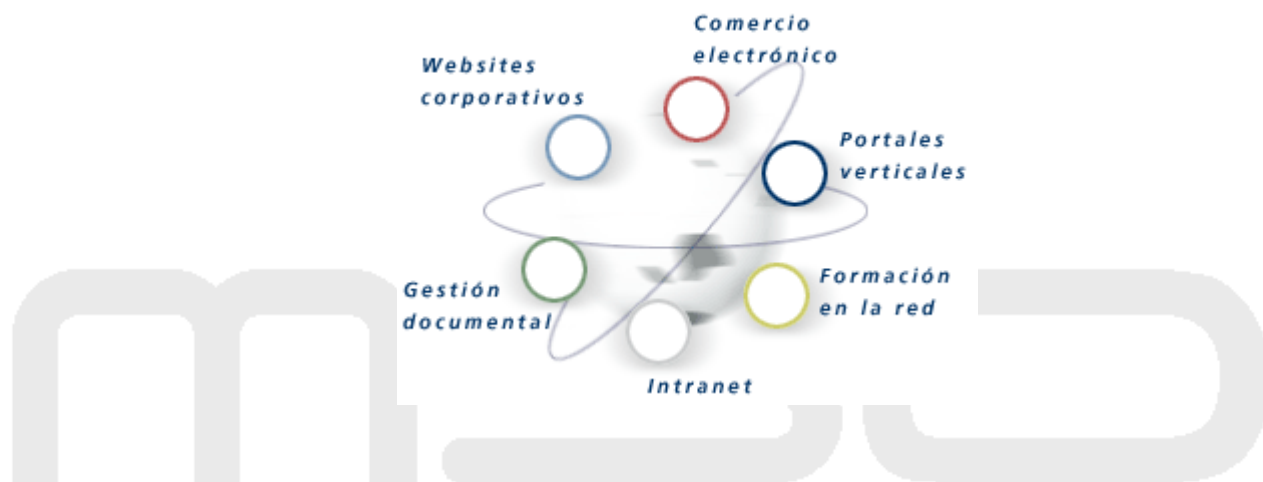 Comercio
electrónico
Websites
corporativos
Portales
verticales
Gestión
documental
Formación
en la red
Intranet